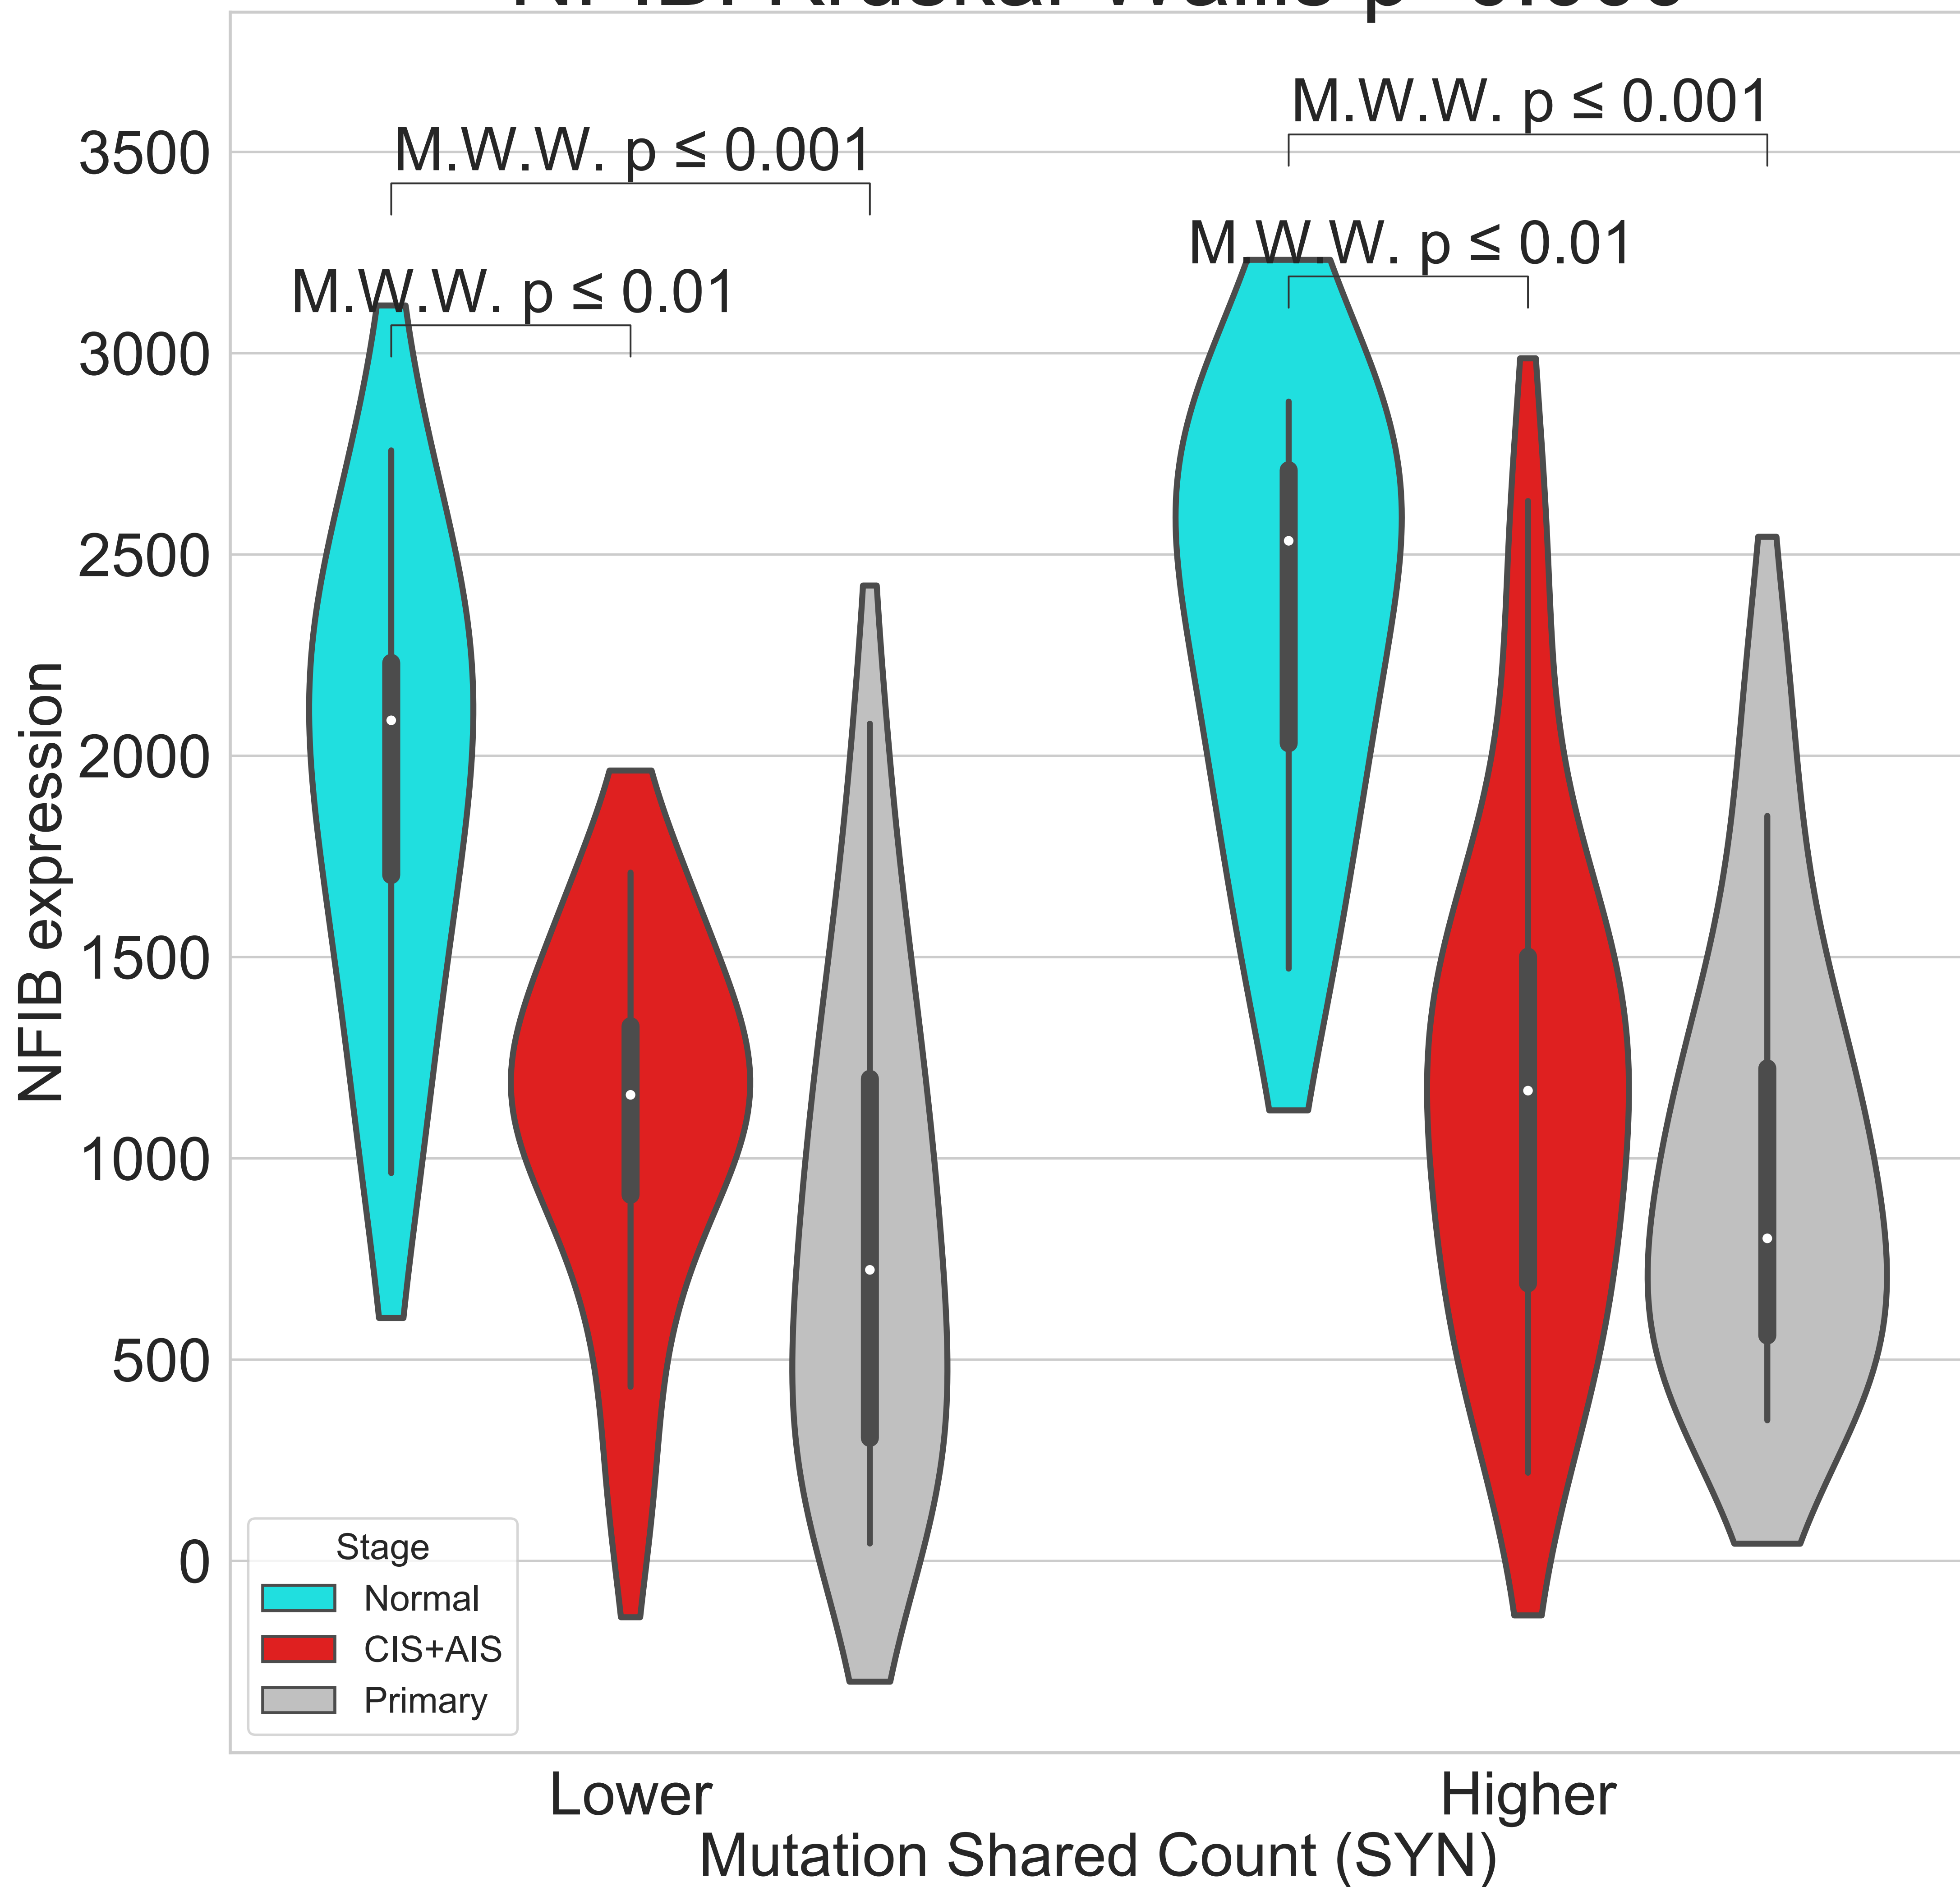 M.W.W. p ≤ 0.001
M.W.W. p ≤ 0.001
M.W.W. p ≤ 0.01
M.W.W. p ≤ 0.01
3500
3000
2500
2000
1500
1000
500
0
NFIB expression
Stage
Normal
CIS+AIS
Primary
Lower
Higher
Mutation Shared Count (SYN)